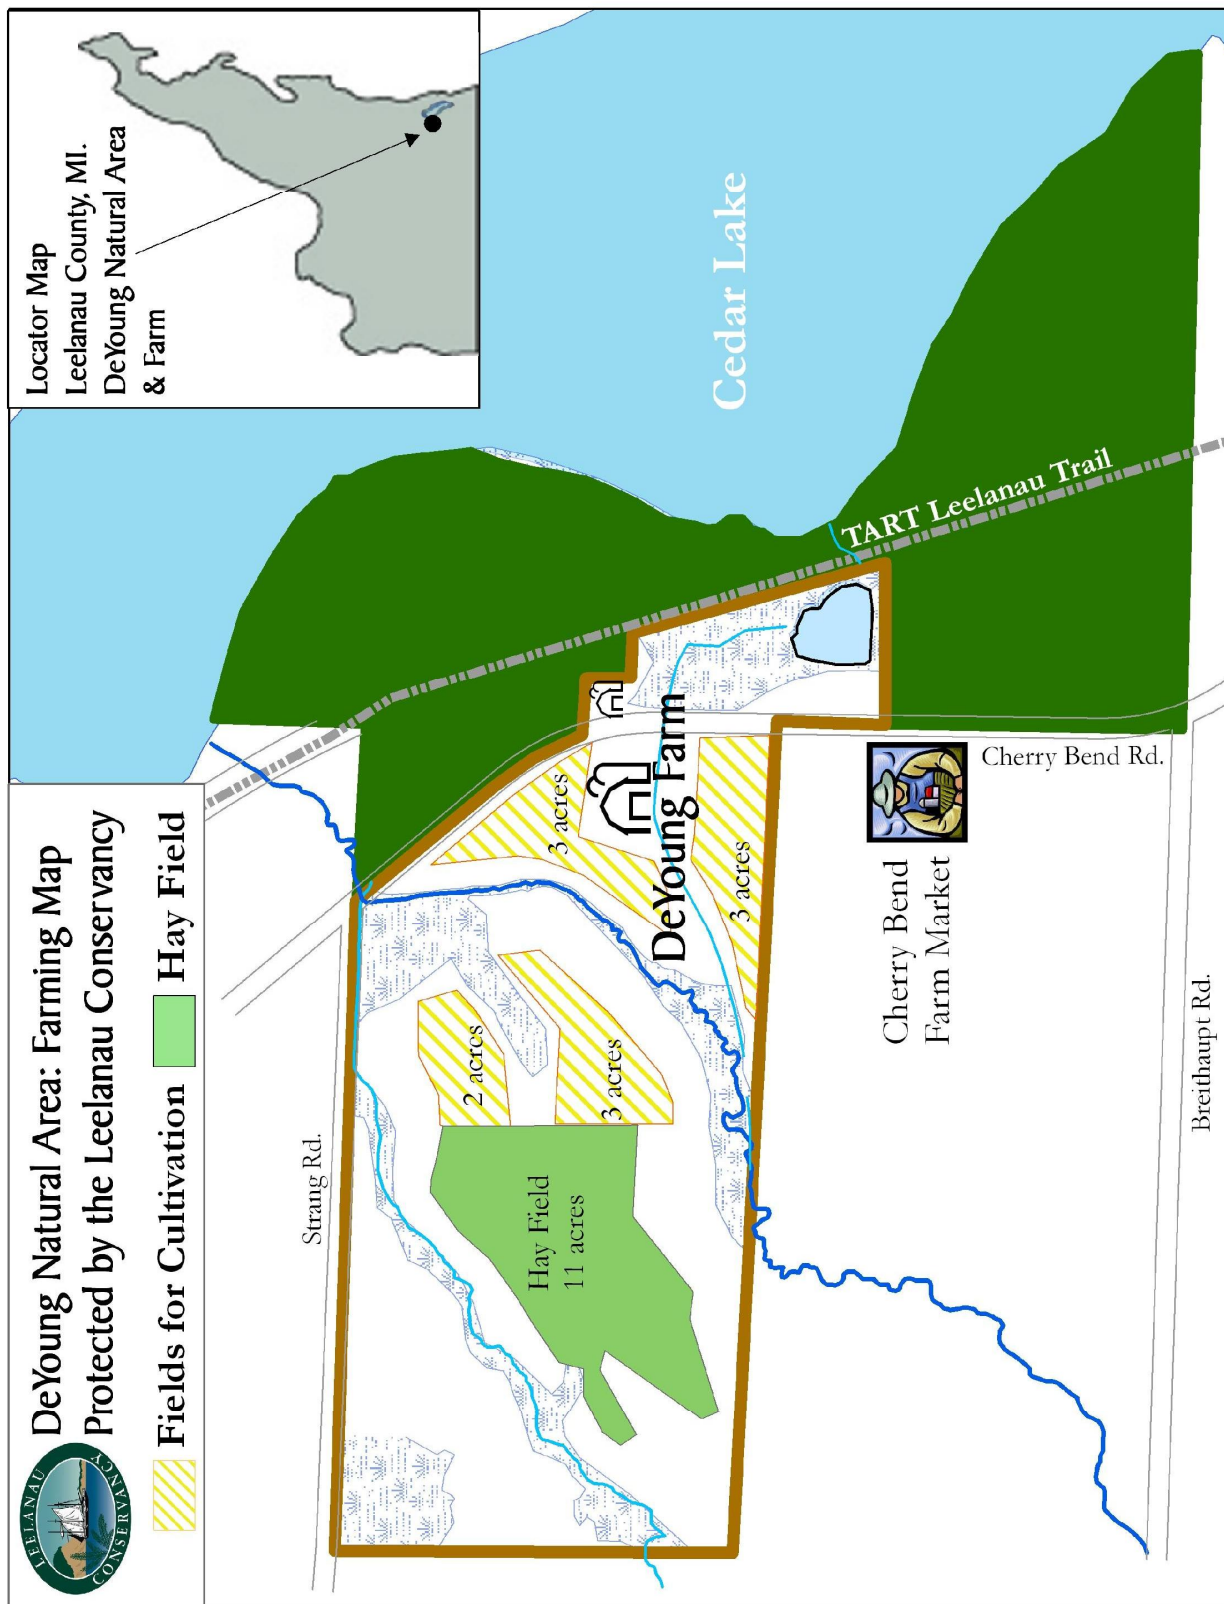 DeYoung Natural Area: Farming Map
Protected by the Leelanau Conservancy
LEELANAU
CONSERVANCY
Fields for Cultivation
Hay Field
Locator Map
Leelanau County, MI.
DeYoung Natural Area
& Farm
Strang Rd.
Cedar Lake
2 acres
3 acres
3 acres
3 acres
Hay Field
11 acres
DeYoung Farm
TART Leelanau Trail
Cherry Bend
Farm Market
Cherry Bend Rd.
Breithaupt Rd.